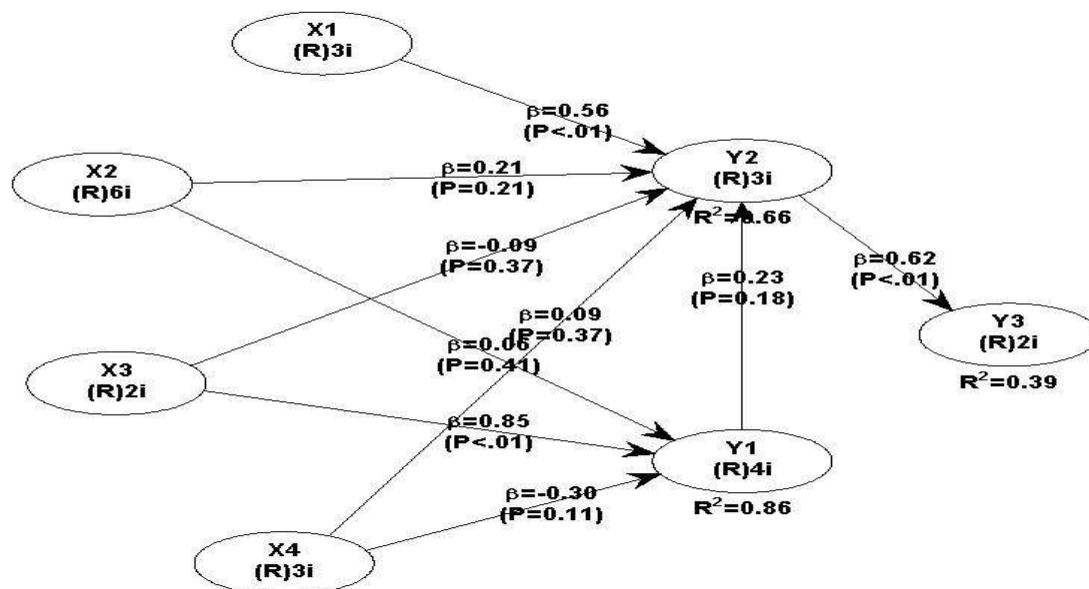 X1
(R)3i
β=0.56
(P<.01)
X2
(R)6i
β=0.21
(P=0.21)
Y2
(R)3i
R²=0.66
β=-0.09
(P=0.37)
β=0.23
(P=0.18)
β=0.62
(P<.01)
β=0.09
(P=0.37)
Y3
(R)2i
R²=0.39
β=0.06
(P=0.41)
X3
(R)2i
β=0.85
(P<.01)
Y1
(R)4i
R²=0.86
β=-0.30
(P=0.11)
X4
(R)3i